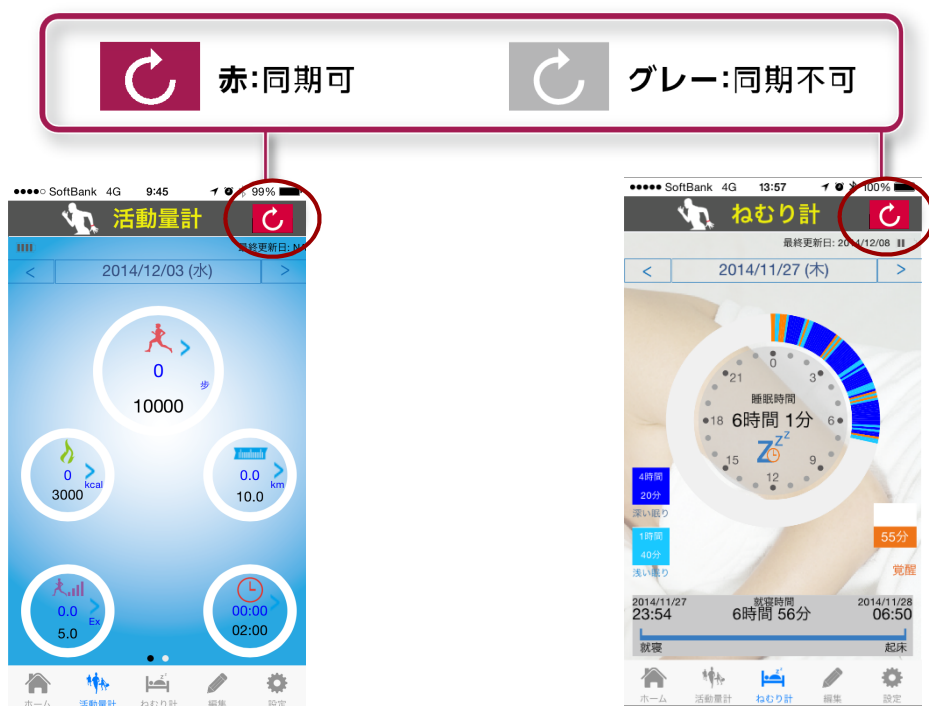 赤:同期可
グレー:同期不可
SoftBank 4G 9:45 99%
活動量計
最終更新日: N
< 2014/12/03 (水) >
0
歩
10000
0
kcal
3000
0.0
km
10.0
0.0
Ex
5.0
00:00
02:00
ホーム 活動量計 ねむり計 編集 設定
SoftBank 4G 13:57 100%
ねむり計
最終更新日: 2014/12/08
< 2014/11/27 (木) >
0
21 3
睡眠時間
18 6時間 1分 6
Zzz
15 9
12
4時間
20分
深い眠り
1時間
40分
浅い眠り
55分
覚醒
2014/11/27 就寝時間 2014/11/28
23:54 6時間 56分 06:50
就寝 起床
ホーム 活動量計 ねむり計 編集 設定